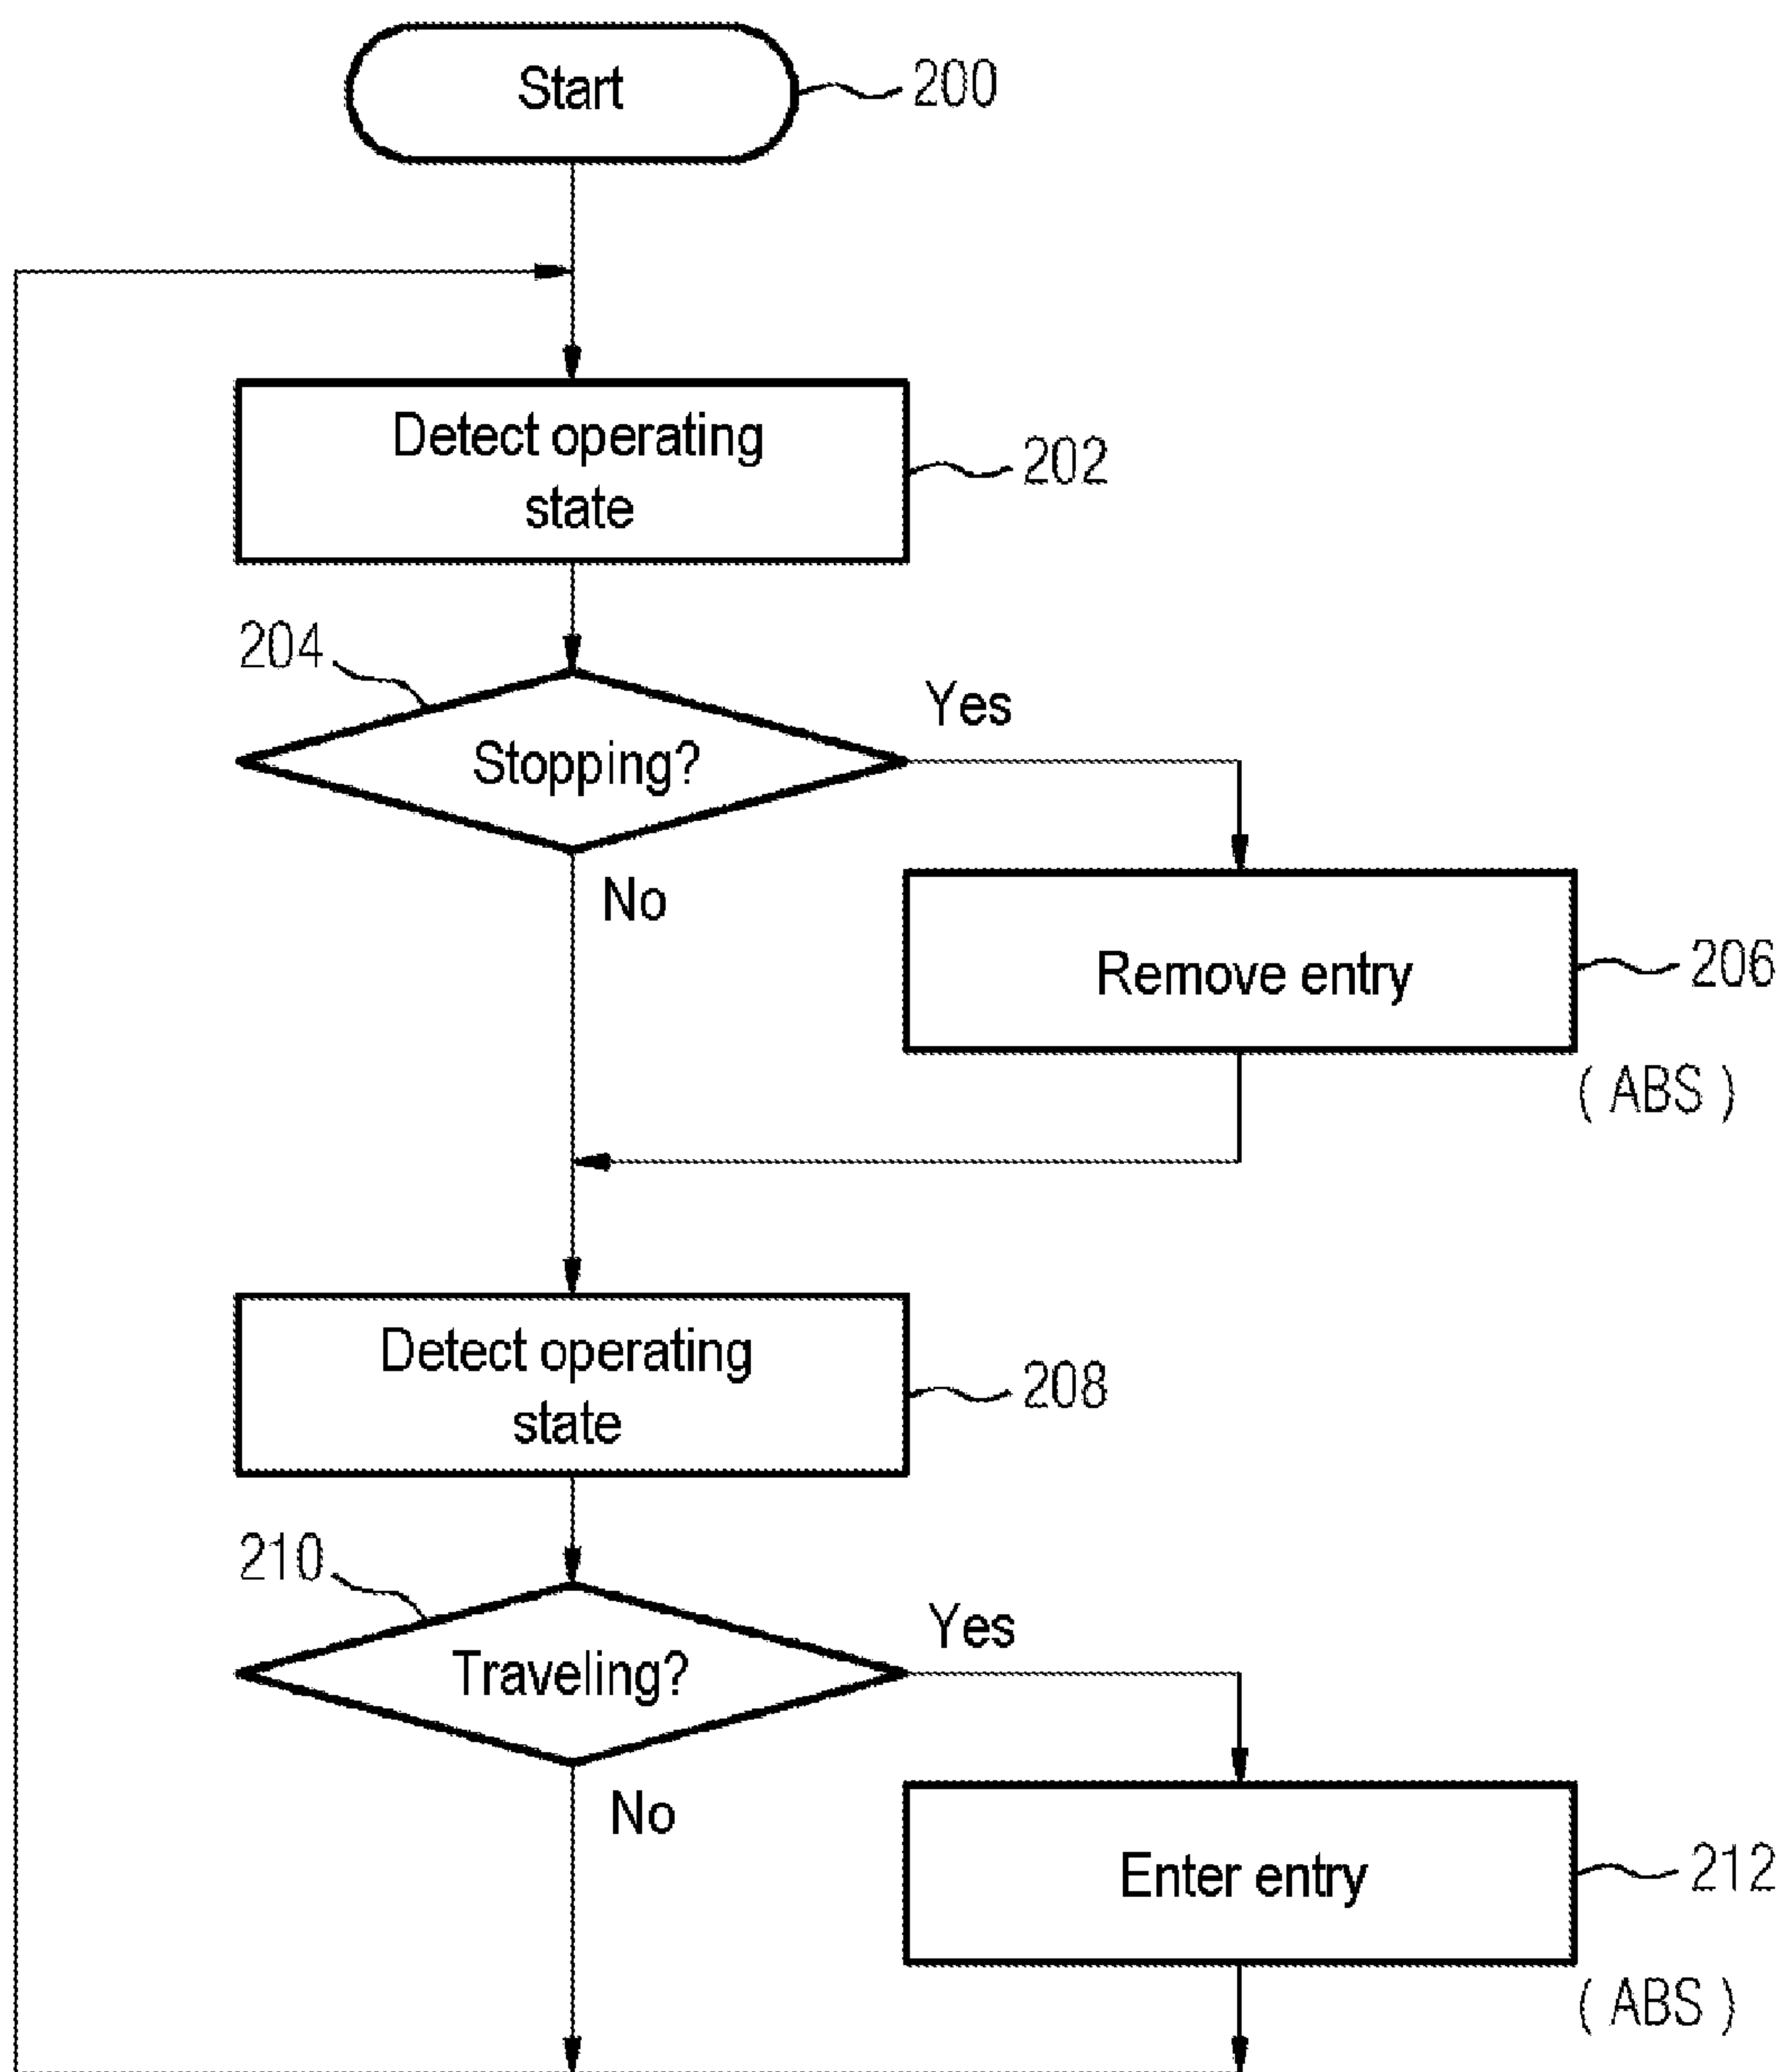 Start
200
Detect operating
state
202
204
Yes
Stopping?
No
Remove entry
206
( ABS )
Detect operating
state
208
210
Yes
Traveling?
No
Enter entry
212
( ABS )